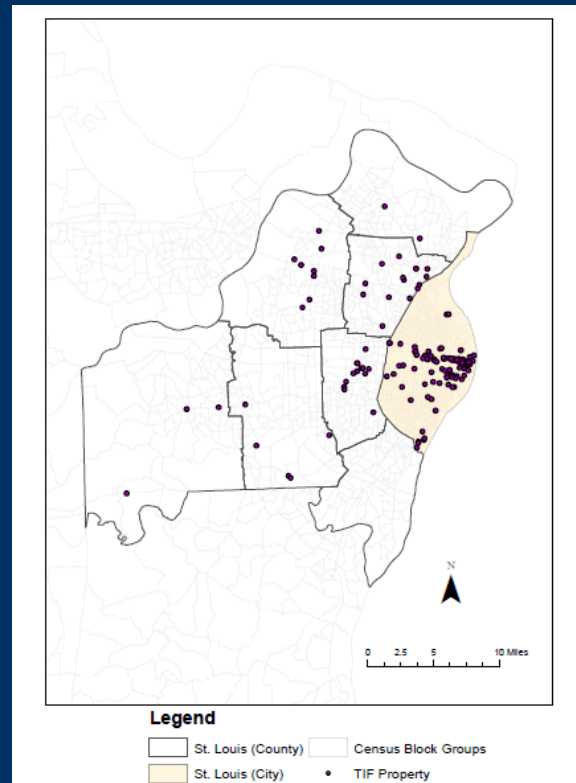 N
0 2.5 5 10 Miles
Legend
St. Louis (County) Census Block Groups
St. Louis (City) TIF Property